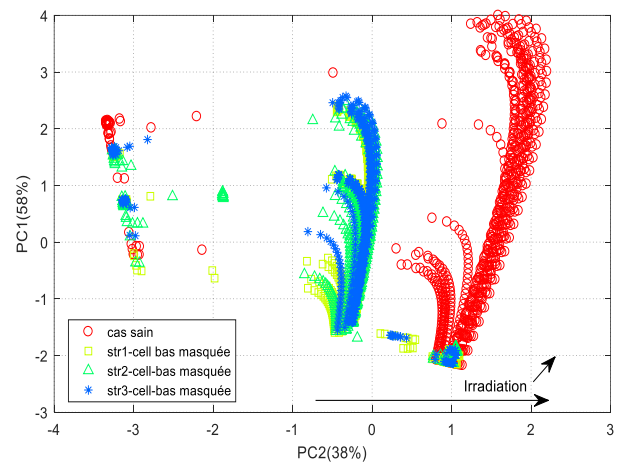 4
3
2
1
0
-1
-2
-3
PC1(58%)
cas sain
str1-cell bas masquée
str2-cell-bas masquée
str3-cell-bas masquée
Irradiation
-4 -3 -2 -1 0 1 2 3
PC2(38%)